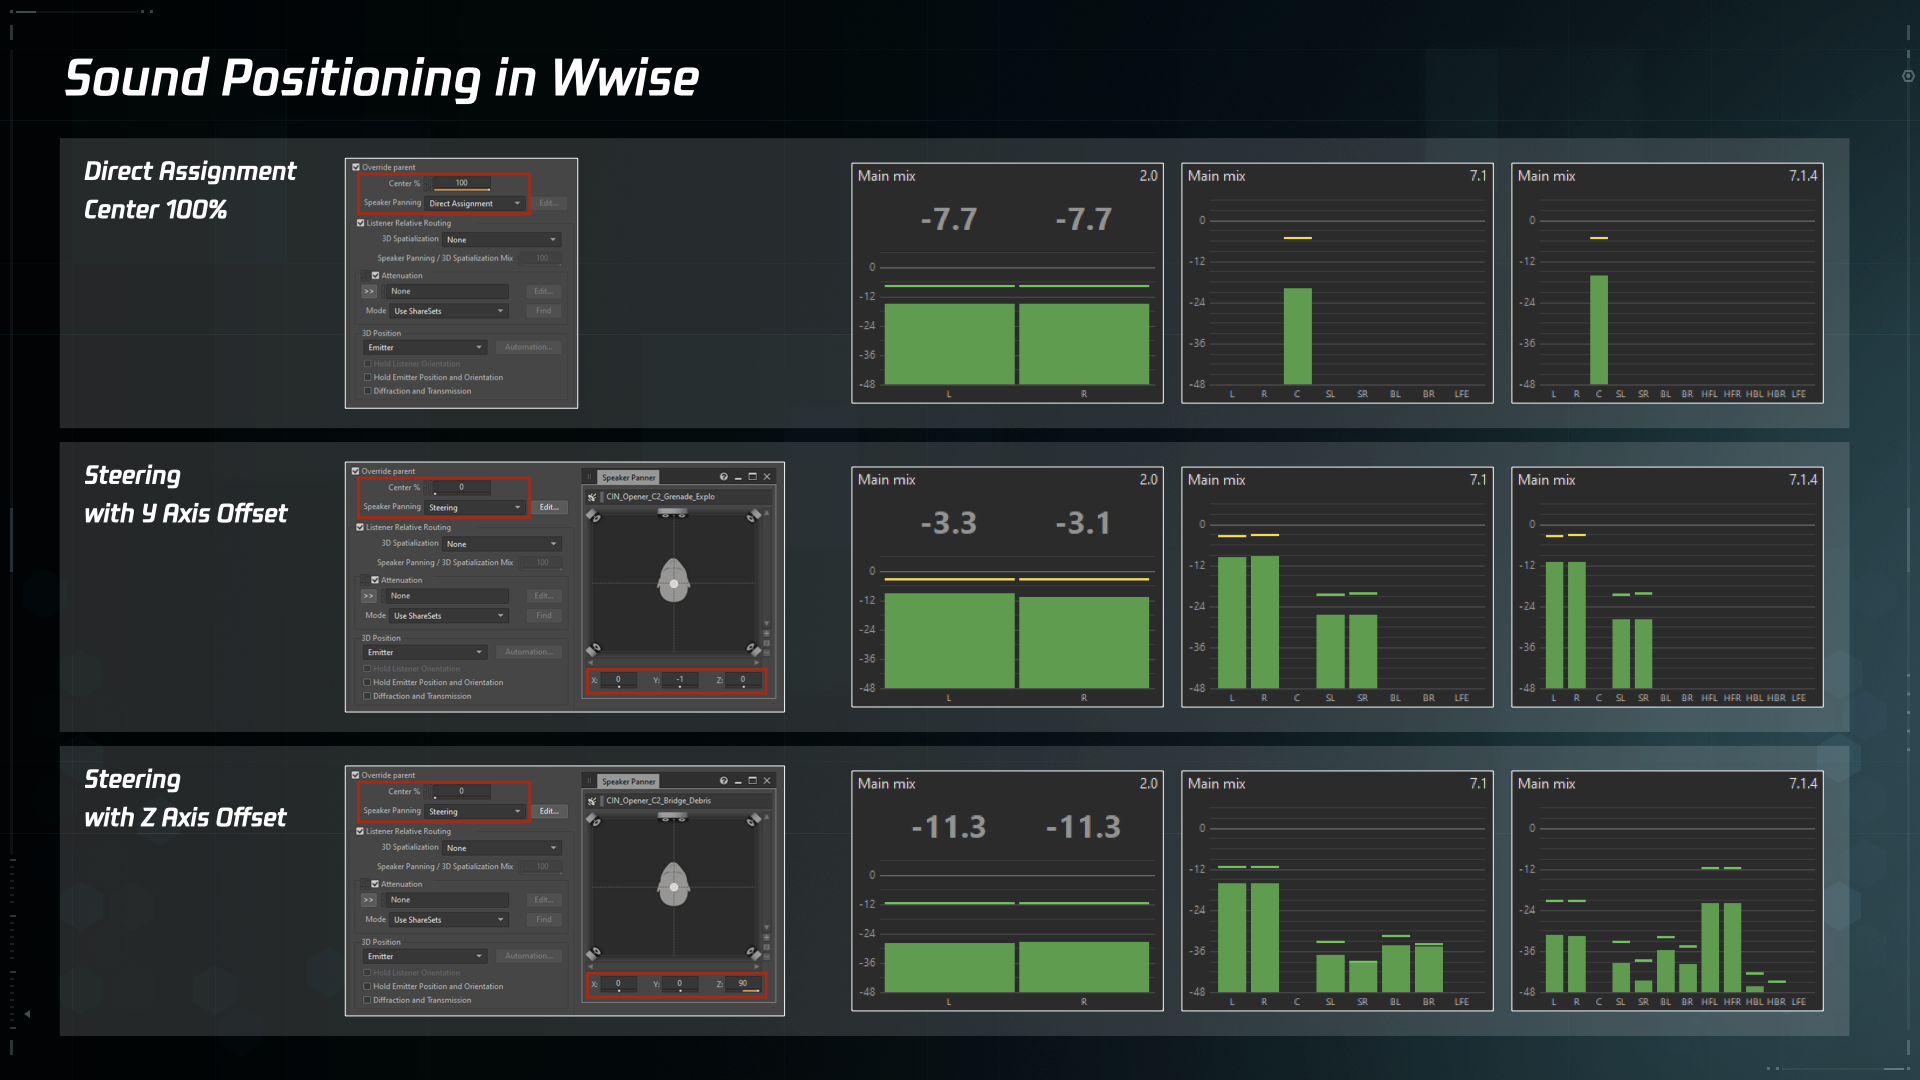 Sound Positioning in Wwise
Direct Assignment
Center 100%
Override parent
Center % 100
Speaker Panning Direct Assignment Edit...
Listener Relative Routing
3D Spatialization None
Speaker Panning / 3D Spatialization Mix 100
Attenuation
>> None Edit...
Mode Use ShareSets Find
3D Position
Emitter Automation...
Hold Listener Orientation
Hold Emitter Position and Orientation
Diffraction and Transmission
Main mix 2.0
-7.7 -7.7
0
-12
-24
-36
-48
L R
Main mix 7.1
0
-12
-24
-36
-48
L R C SL SR BL BR LFE
Main mix 7.1.4
0
-12
-24
-36
-48
L R C SL SR BL BR HFL HFR HBL HBR LFE
Steering
with Y Axis Offset
Override parent
Center % 0
Speaker Panning Steering Edit...
Listener Relative Routing
3D Spatialization None
Speaker Panning / 3D Spatialization Mix 100
Attenuation
>> None Edit...
Mode Use ShareSets Find
3D Position
Emitter Automation...
Hold Listener Orientation
Hold Emitter Position and Orientation
Diffraction and Transmission
Speaker Panner
CIN_Opener_C2_Grenade_Explo
X: 0 Y: -1 Z: 0
Main mix 2.0
-3.3 -3.1
0
-12
-24
-36
-48
L R
Main mix 7.1
0
-12
-24
-36
-48
L R C SL SR BL BR LFE
Main mix 7.1.4
0
-12
-24
-36
-48
L R C SL SR BL BR HFL HFR HBL HBR LFE
Steering
with Z Axis Offset
Override parent
Center % 0
Speaker Panning Steering Edit...
Listener Relative Routing
3D Spatialization None
Speaker Panning / 3D Spatialization Mix 100
Attenuation
>> None Edit...
Mode Use ShareSets Find
3D Position
Emitter Automation...
Hold Listener Orientation
Hold Emitter Position and Orientation
Diffraction and Transmission
Speaker Panner
CIN_Opener_C2_Bridge_Debris
X: 0 Y: 0 Z: 90
Main mix 2.0
-11.3 -11.3
0
-12
-24
-36
-48
L R
Main mix 7.1
0
-12
-24
-36
-48
L R C SL SR BL BR LFE
Main mix 7.1.4
0
-12
-24
-36
-48
L R C SL SR BL BR HFL HFR HBL HBR LFE